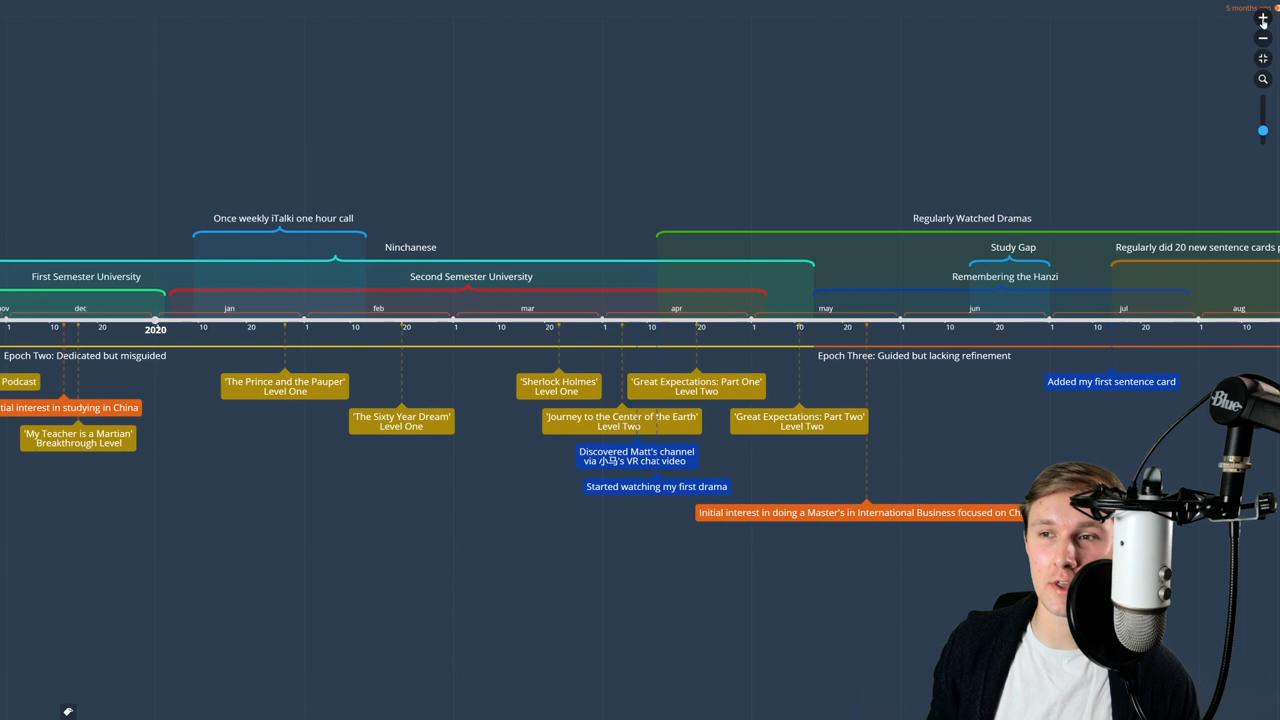 5 months ago
Once weekly iTalki one hour call
Regularly Watched Dramas
Ninchanese
Study Gap
Regularly did 20 new sentence cards p
First Semester University
Second Semester University
Remembering the Hanzi
nov dec jan feb mar apr may jun jul aug
1 10 20 2020 10 20 1 10 20 1 10 20 1 10 20 1 10 20 1 10 20 1 10 20 1 10
Epoch Two: Dedicated but misguided
Epoch Three: Guided but lacking refinement
Podcast
'The Prince and the Pauper'
Level One
'Sherlock Holmes'
Level One
'Great Expectations: Part One'
Level Two
Added my first sentence card
tial interest in studying in China
'The Sixty Year Dream'
Level One
'Journey to the Center of the Earth'
Level Two
'Great Expectations: Part Two'
Level Two
'My Teacher is a Martian'
Breakthrough Level
Discovered Matt's channel
via 小马's VR chat video
Started watching my first drama
Initial interest in doing a Master's in International Business focused on Ch
Blue